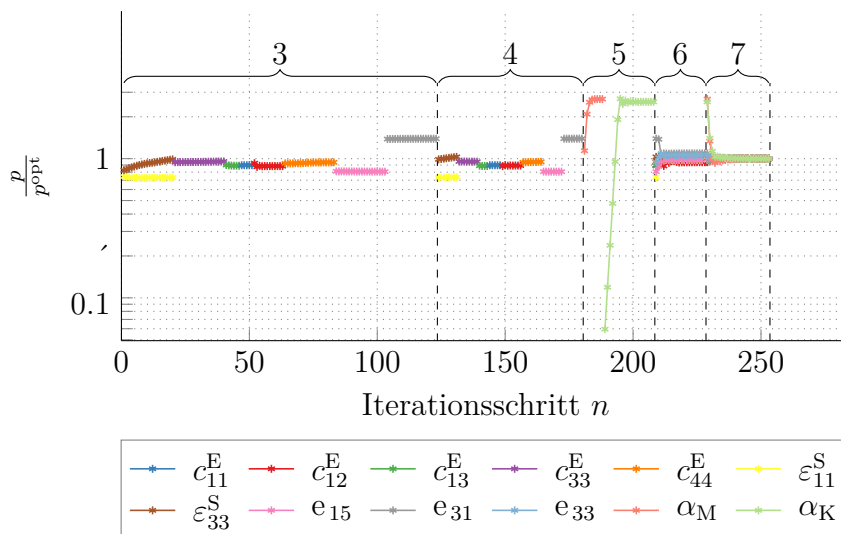 3 4 5 6 7
1
p/p^opt
0.1
0 50 100 150 200 250
Iterationsschritt n
c^E_11 c^E_12 c^E_13 c^E_33 c^E_44 ε^S_11
ε^S_33 e_15 e_31 e_33 α_M α_K